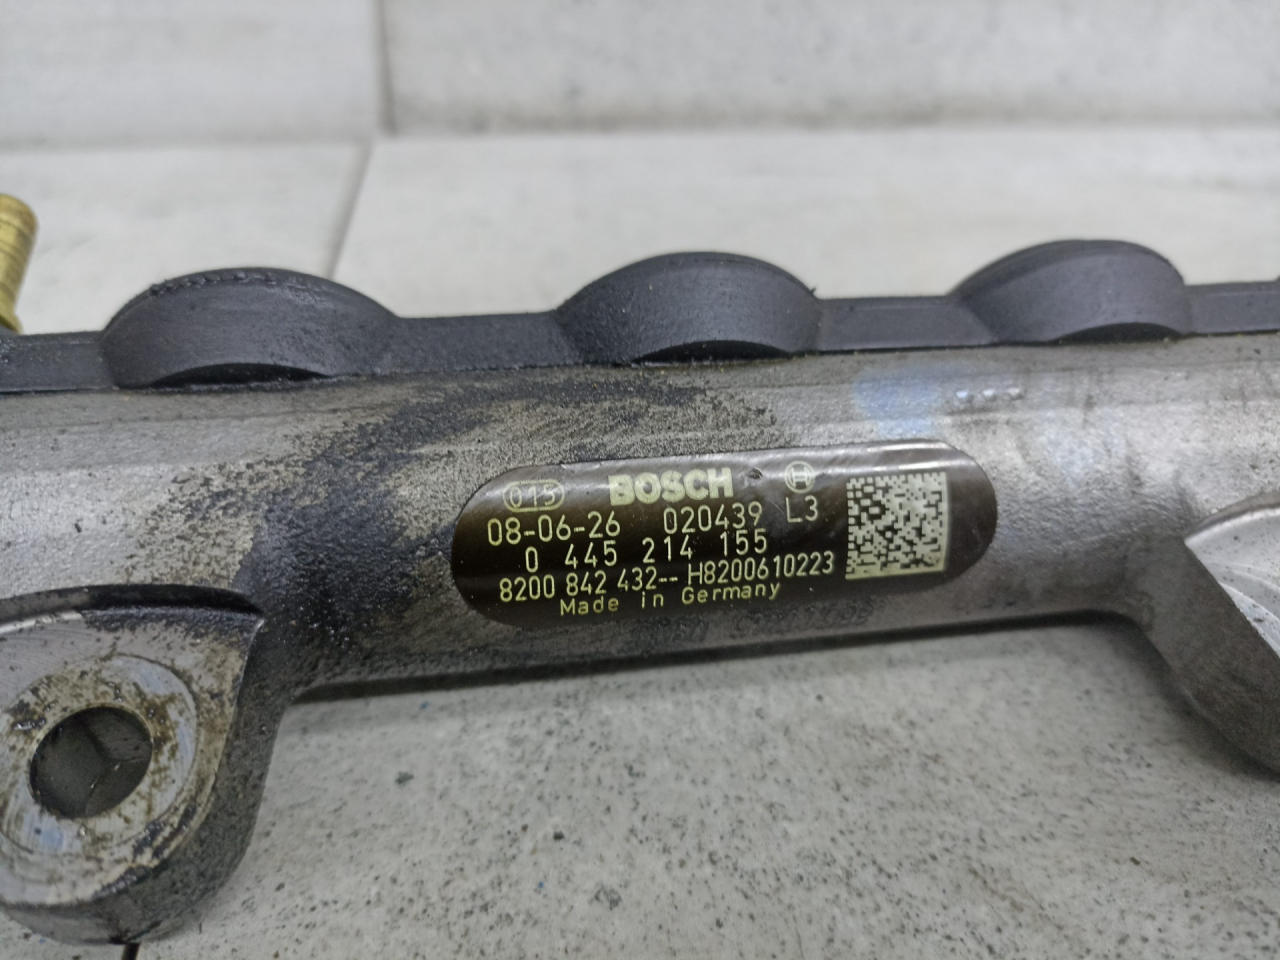 015 BOSCH H
08-06-26 020439 L3
0 445 214 155
8200 842 432-- H8200610223
Made in Germany